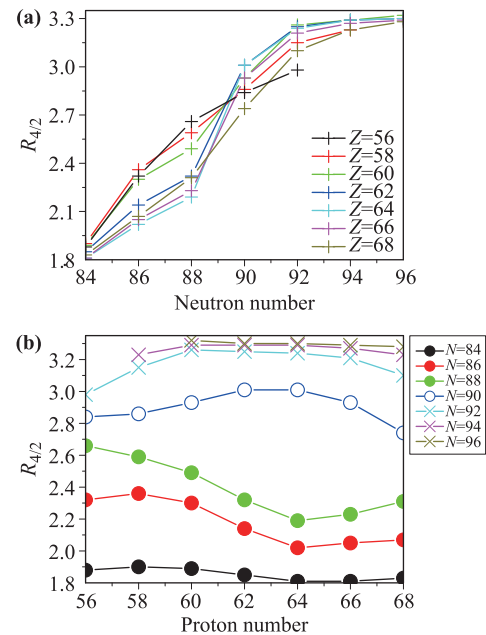 (a)
3.3
3.0
2.7
2.4
2.1
1.8
R4/2
Z=56
Z=58
Z=60
Z=62
Z=64
Z=66
Z=68
84 86 88 90 92 94 96
Neutron number
(b)
3.2
3.0
2.8
2.6
2.4
2.2
2.0
1.8
R4/2
N=84
N=86
N=88
N=90
N=92
N=94
N=96
56 58 60 62 64 66 68
Proton number